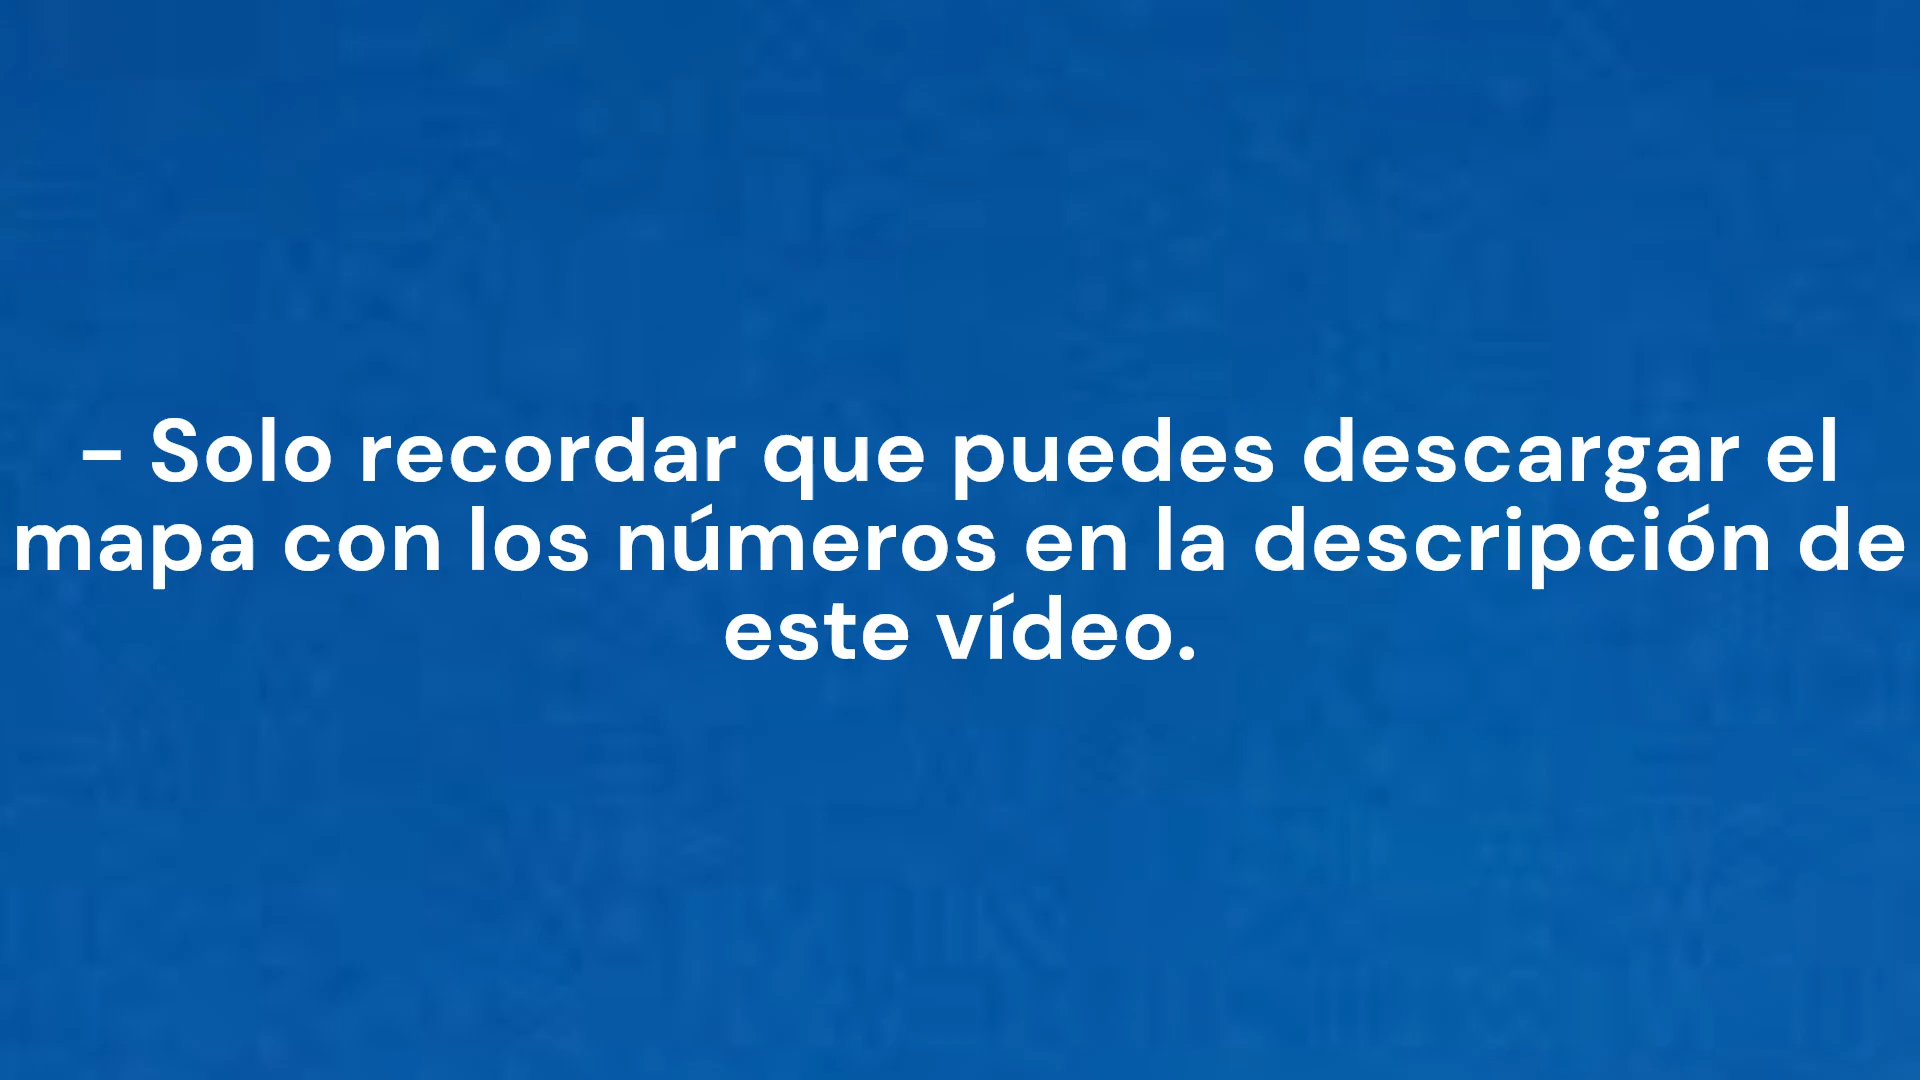 - Solo recordar que puedes descargar el
mapa con los números en la descripción de
este vídeo.